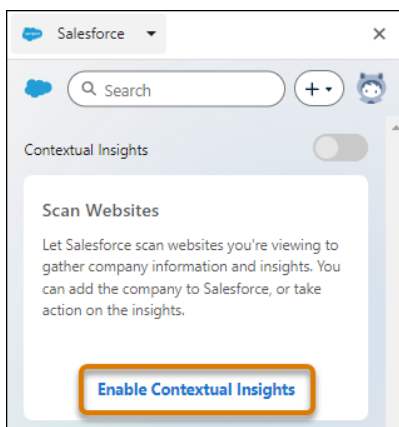 Salesforce
Search
Contextual Insights
Scan Websites
Let Salesforce scan websites you're viewing to
gather company information and insights. You
can add the company to Salesforce, or take
action on the insights.
Enable Contextual Insights